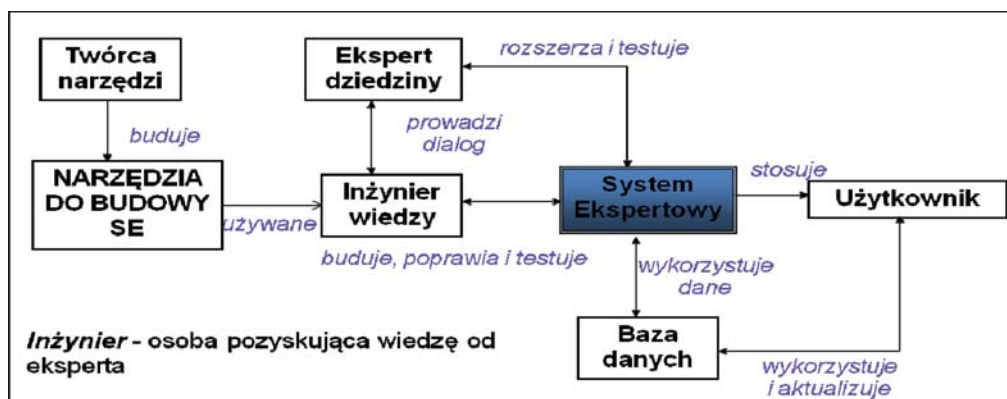 Twórca
narzędzi
buduje
NARZĘDZIA
DO BUDOWY
SE
używane
Ekspert
dziedziny
rozszerza i testuje
prowadzi
dialog
Inżynier
wiedzy
buduje, poprawia i testuje
System
Ekspertowy
stosuje
Użytkownik
wykorzystuje
dane
Baza
danych
wykorzystuje
i aktualizuje
Inżynier - osoba pozyskująca wiedzę od
eksperta